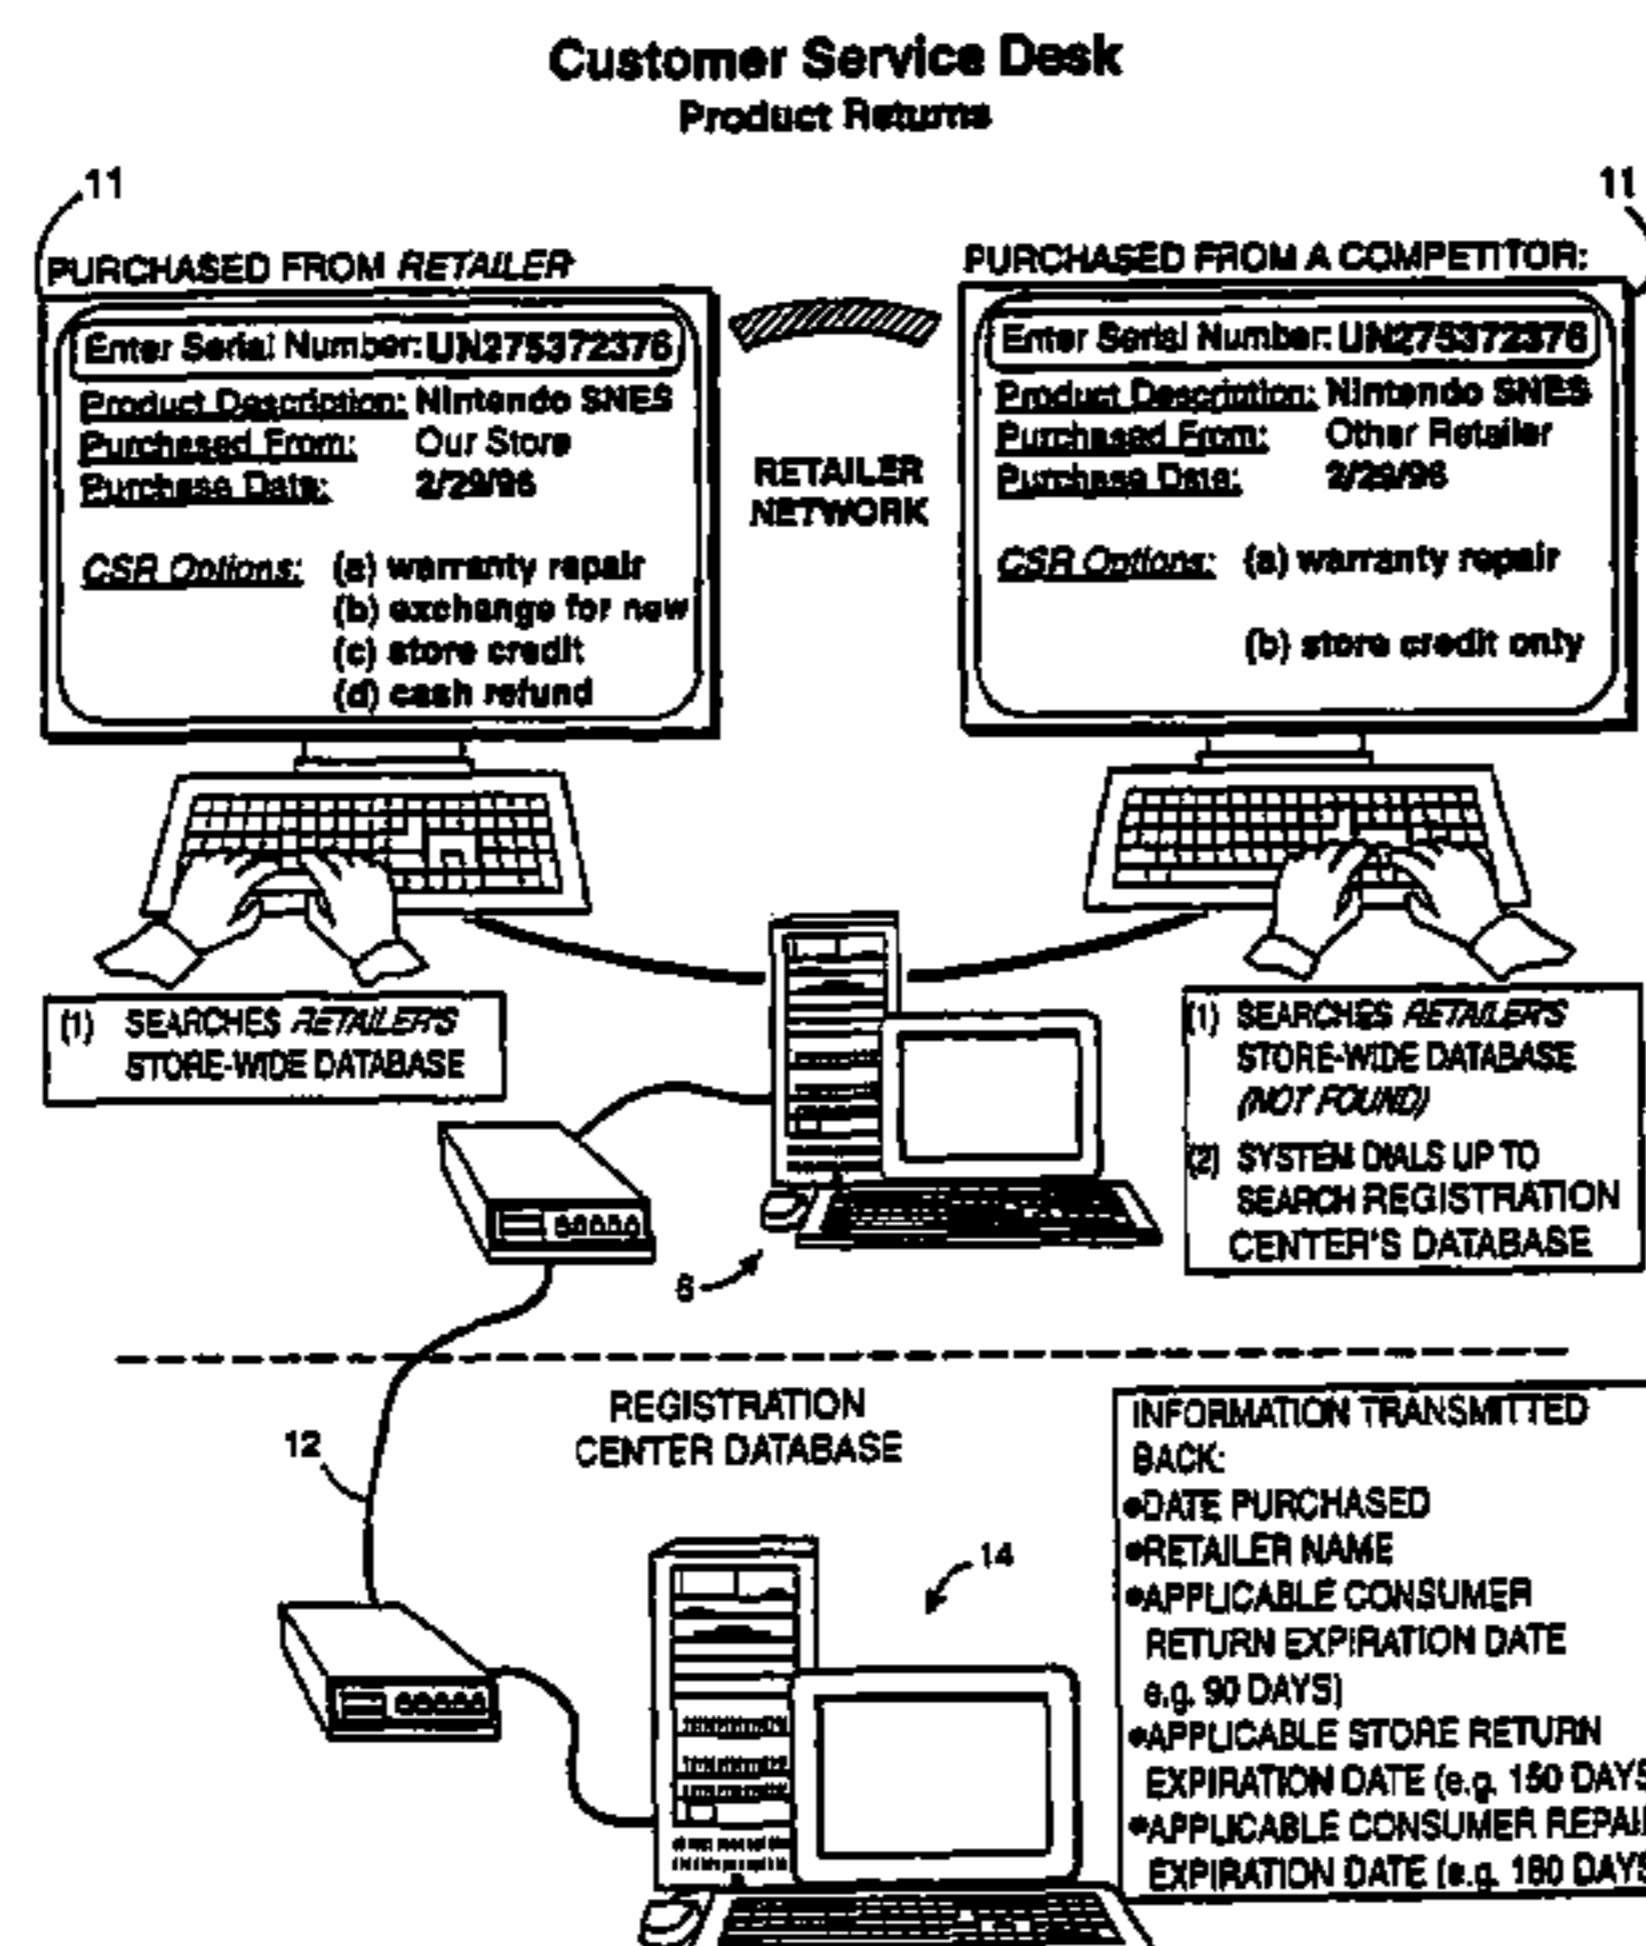 Customer Service Desk
Product Returns
11
11
PURCHASED FROM RETAILER
Enter Serial Number: UN275372376
Product Description: Nintendo SNES
Purchased From: Our Store
Purchase Date: 2/29/96
CSR Options: (a) warranty repair
(b) exchange for new
(c) store credit
(d) cash refund
RETAILER
NETWORK
PURCHASED FROM A COMPETITOR:
Enter Serial Number: UN275372376
Product Description: Nintendo SNES
Purchased From: Other Retailer
Purchase Date: 2/29/96
CSR Options: (a) warranty repair
(b) store credit only
(1) SEARCHES RETAILER'S
STORE-WIDE DATABASE
(1) SEARCHES RETAILER'S
STORE-WIDE DATABASE
(NOT FOUND)
(2) SYSTEM DIALS UP TO
SEARCH REGISTRATION
CENTER'S DATABASE
REGISTRATION
CENTER DATABASE
12
14
INFORMATION TRANSMITTED
BACK:
•DATE PURCHASED
•RETAILER NAME
•APPLICABLE CONSUMER
RETURN EXPIRATION DATE
e.g. 90 DAYS)
•APPLICABLE STORE RETURN
EXPIRATION DATE (e.g. 150 DAYS
•APPLICABLE CONSUMER REPAIR
EXPIRATION DATE (e.g. 180 DAYS